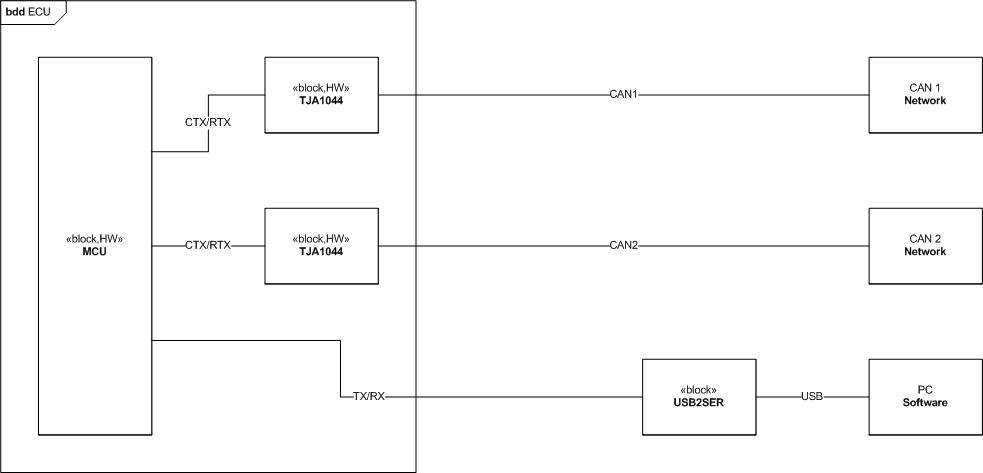 bdd ECU
«block,HW»
TJA1044
CAN1
CAN 1
Network
CTX/RTX
«block,HW»
MCU
CTX/RTX
«block,HW»
TJA1044
CAN2
CAN 2
Network
TX/RX
«block»
USB2SER
USB
PC
Software